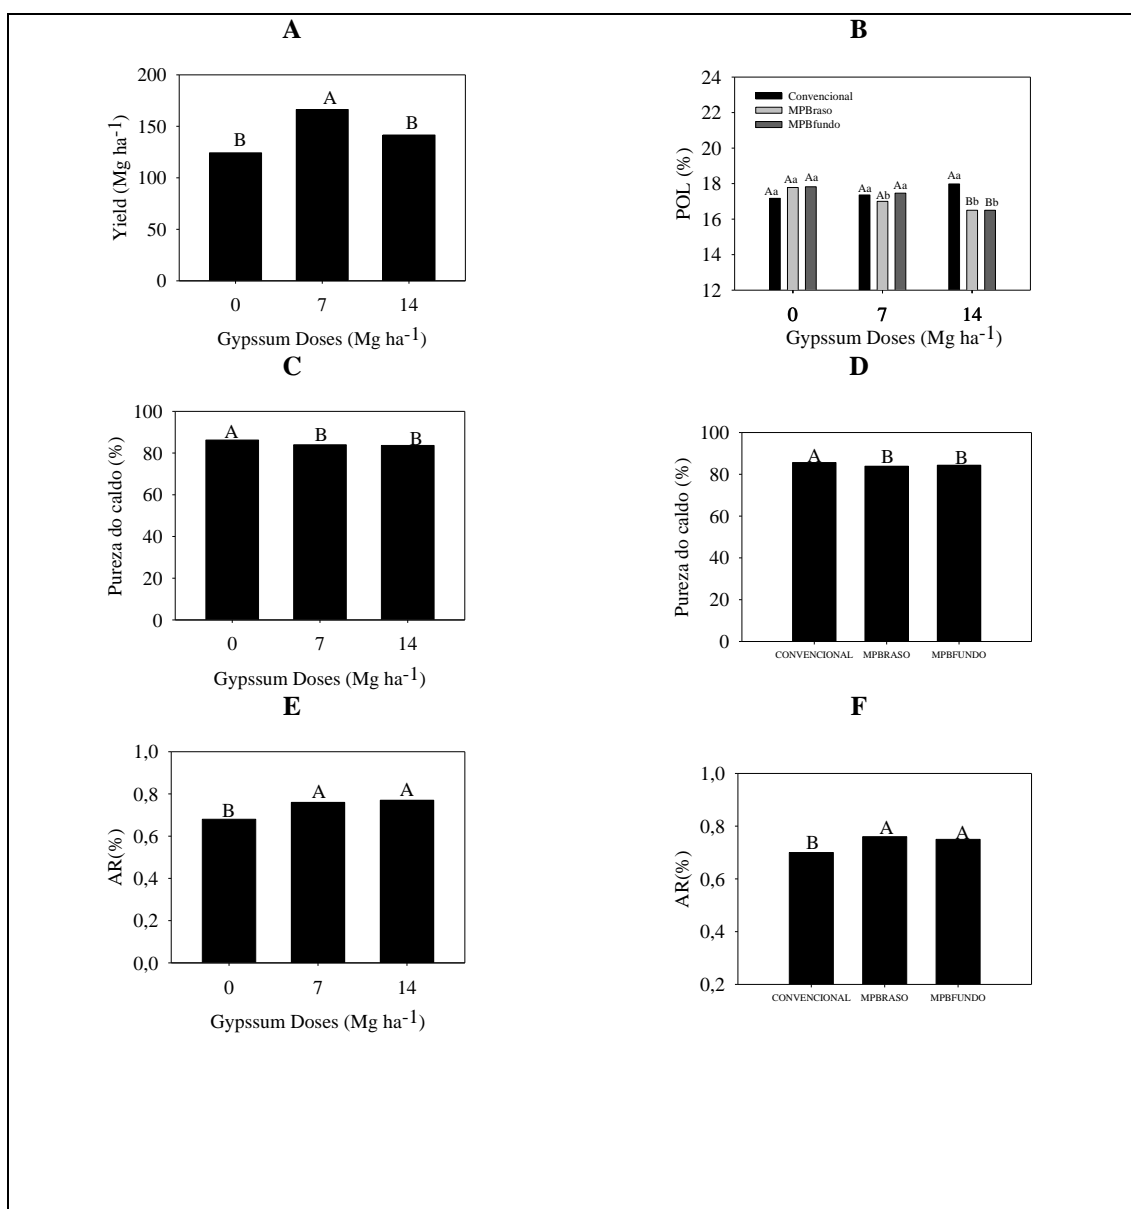 A
200
150
100
50
0
Yield (Mg ha-1)
B
A
B
0 7 14
Gypssum Doses (Mg ha-1)
B
24
22
20
18
16
14
12
POL (%)
Convencional
MPBraso
MPBfundo
Aa Aa Aa
Aa Ab Aa
Aa Bb Bb
0 7 14
Gypssum Doses (Mg ha-1)
C
100
80
60
40
20
0
Pureza do caldo (%)
A B B
0 7 14
Gypssum Doses (Mg ha-1)
D
100
80
60
40
20
0
Pureza do caldo (%)
A B B
CONVENCIONAL MPBRASO MPBFUNDO
E
1,0
0,8
0,6
0,4
0,2
0,0
AR(%)
B A A
0 7 14
Gypssum Doses (Mg ha-1)
F
1,0
0,8
0,6
0,4
0,2
AR(%)
B A A
CONVENCIONAL MPBRASO MPBFUNDO